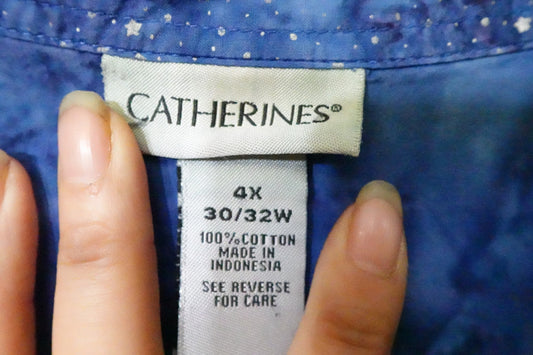 CATHERINES®
4X
30/32W
100% COTTON
MADE IN
INDONESIA
SEE REVERSE
FOR CARE